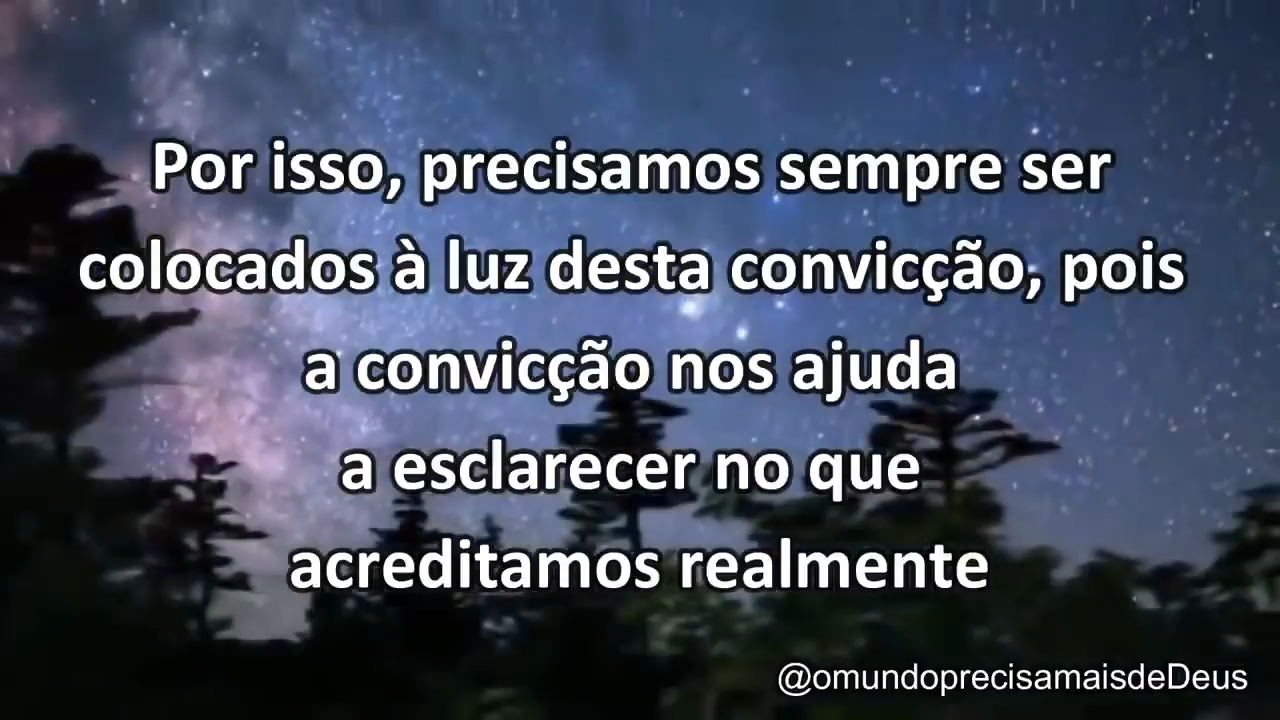 Por isso, precisamos sempre ser
colocados à luz desta convicção, pois
a convicção nos ajuda
a esclarecer no que
acreditamos realmente
@omundoprecisamaisdeDeus